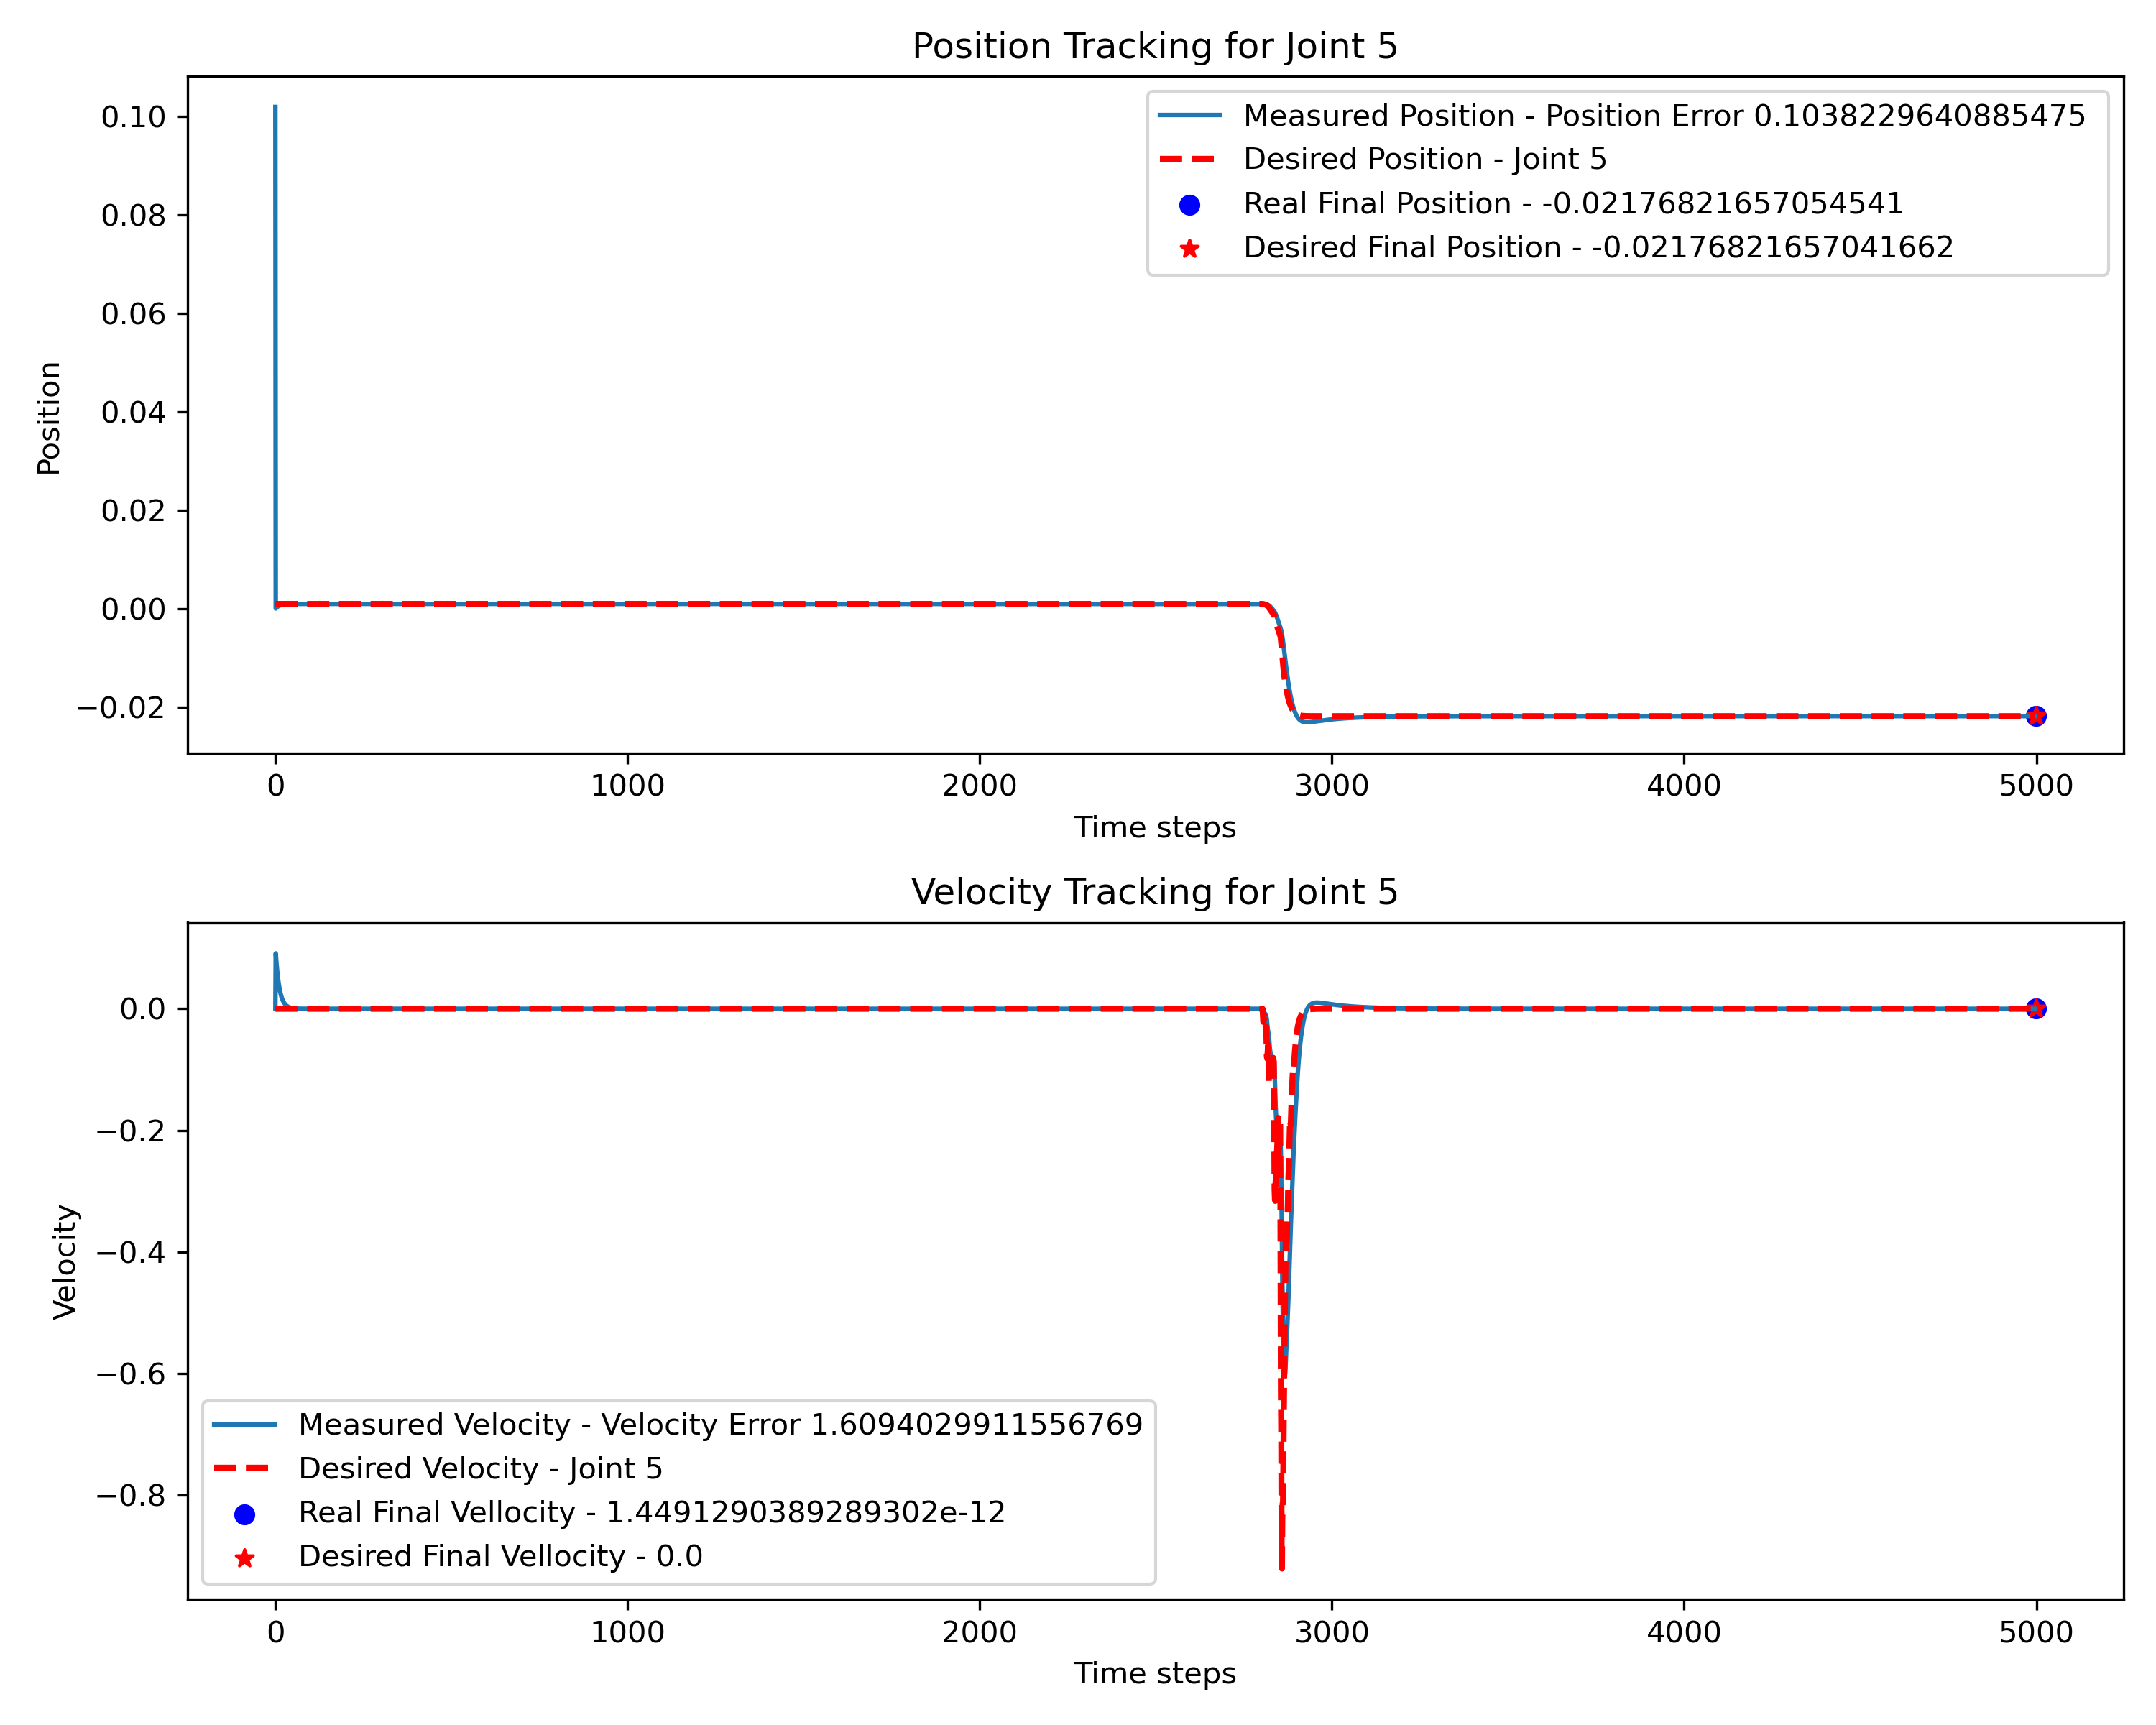 Position Tracking for Joint 5
Measured Position - Position Error 0.1038229640885475
Desired Position - Joint 5
Real Final Position - -0.02176821657054541
Desired Final Position - -0.02176821657041662
Position
0.10
0.08
0.06
0.04
0.02
0.00
−0.02
0 1000 2000 3000 4000 5000
Time steps
Velocity Tracking for Joint 5
Velocity
0.0
−0.2
−0.4
−0.6
−0.8
Measured Velocity - Velocity Error 1.6094029911556769
Desired Velocity - Joint 5
Real Final Vellocity - 1.4491290389289302e-12
Desired Final Vellocity - 0.0
0 1000 2000 3000 4000 5000
Time steps